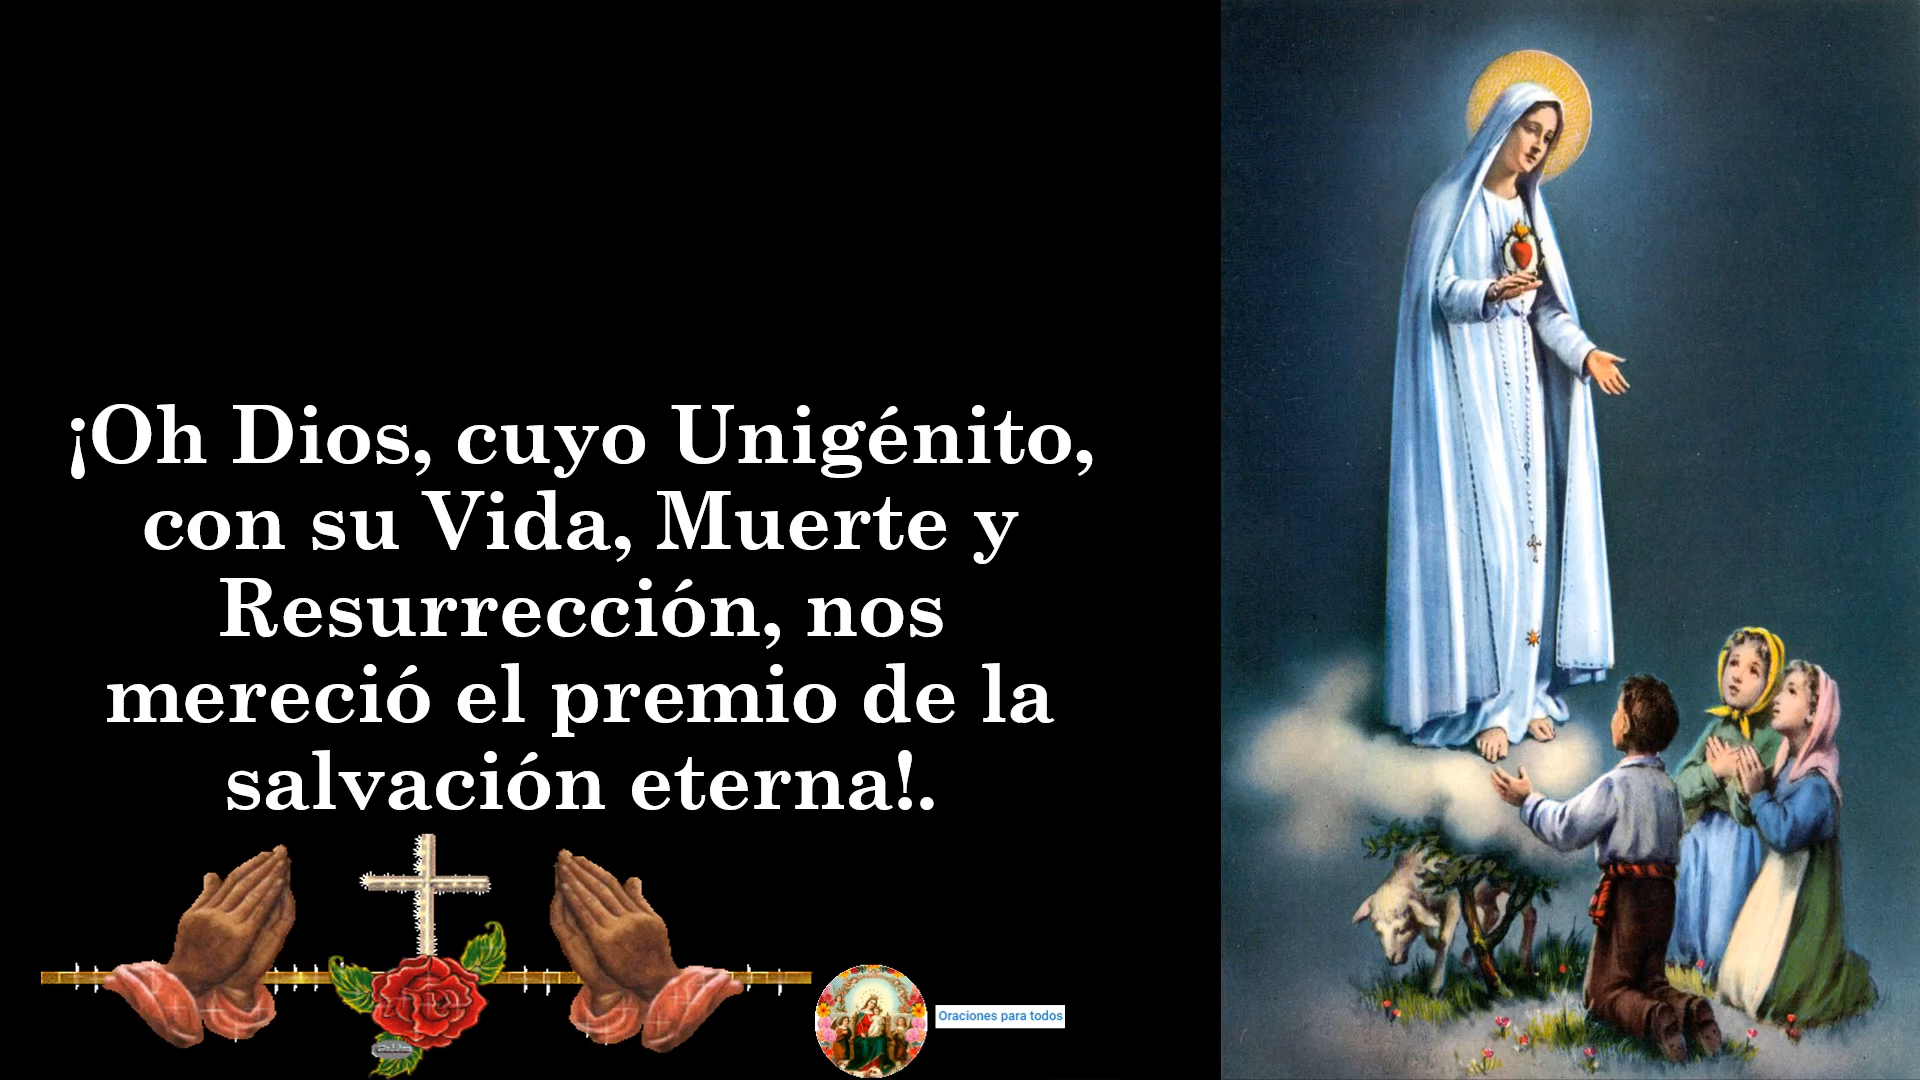 ¡Oh Dios, cuyo Unigénito,
con su Vida, Muerte y
Resurrección, nos
mereció el premio de la
salvación eterna!.
Oraciones para todos